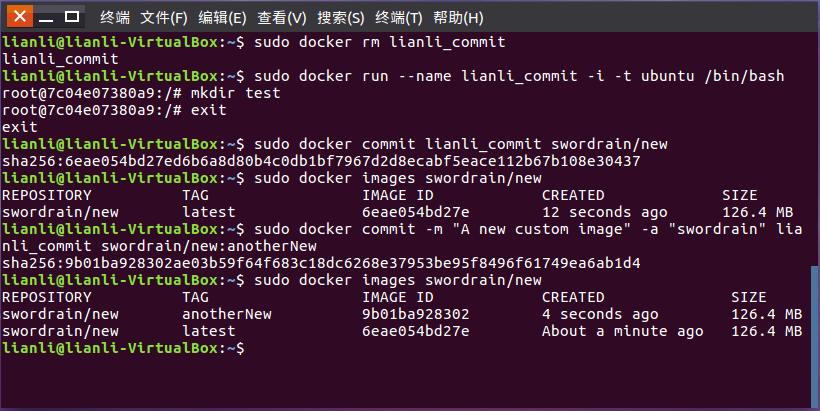 终端 文件(F) 编辑(E) 查看(V) 搜索(S) 终端(T) 帮助(H)
lianli@lianli-VirtualBox:~$ sudo docker rm lianli_commit
lianli_commit
lianli@lianli-VirtualBox:~$ sudo docker run --name lianli_commit -i -t ubuntu /bin/bash
root@7c04e07380a9:/# mkdir test
root@7c04e07380a9:/# exit
exit
lianli@lianli-VirtualBox:~$ sudo docker commit lianli_commit swordrain/new
sha256:6eae054bd27ed6b6a8d80b4c0db1bf7967d2d8ecabf5eace112b67b108e30437
lianli@lianli-VirtualBox:~$ sudo docker images swordrain/new
REPOSITORY TAG IMAGE ID CREATED SIZE
swordrain/new latest 6eae054bd27e 12 seconds ago 126.4 MB
lianli@lianli-VirtualBox:~$ sudo docker commit -m "A new custom image" -a "swordrain" lia
nli_commit swordrain/new:anotherNew
sha256:9b01ba928302ae03b59f64f683c18dc6268e37953be95f8496f61749ea6ab1d4
lianli@lianli-VirtualBox:~$ sudo docker images swordrain/new
REPOSITORY TAG IMAGE ID CREATED SIZE
swordrain/new anotherNew 9b01ba928302 4 seconds ago 126.4 MB
swordrain/new latest 6eae054bd27e About a minute ago 126.4 MB
lianli@lianli-VirtualBox:~$